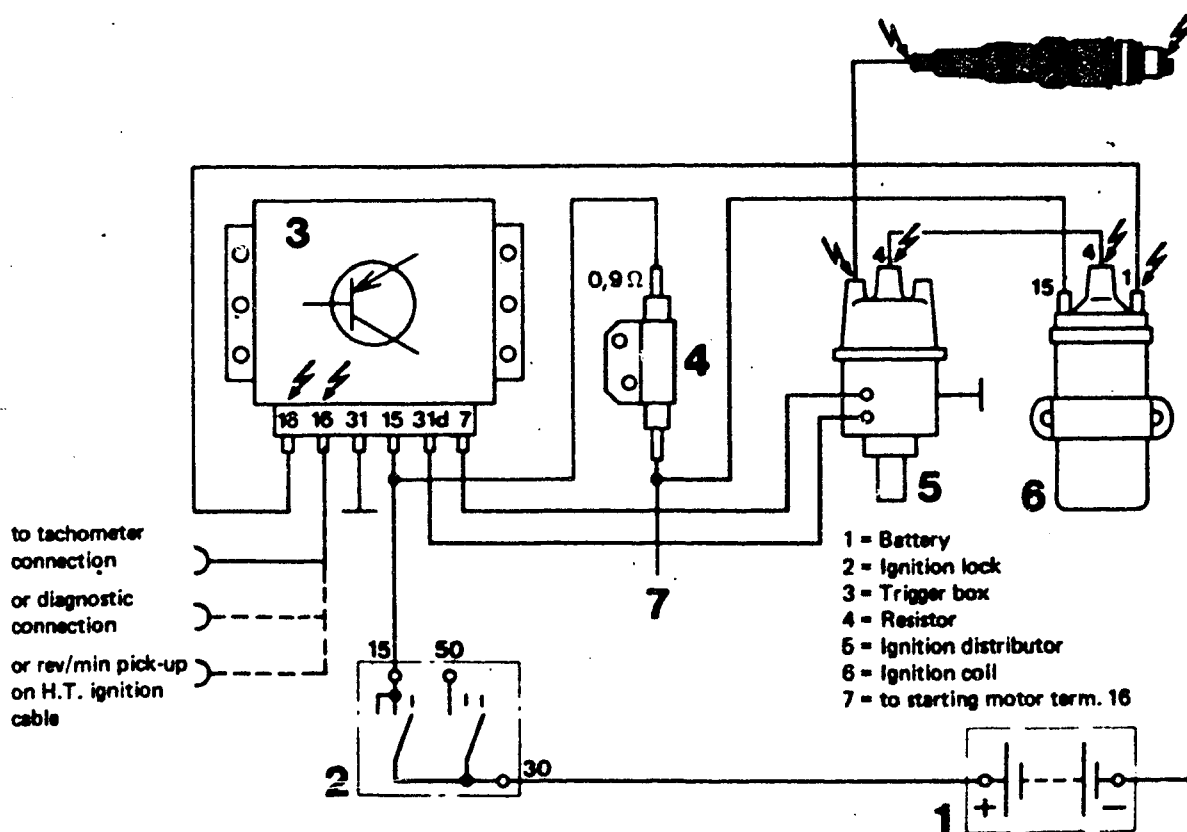 3
0,9 Ω
4
4
4
15
1
16 16 31 15 31d 7
5
6
to tachometer
connection
or diagnostic
connection
or rev/min pick-up
on H.T. ignition
cable
7
1 = Battery
2 = Ignition lock
3 = Trigger box
4 = Resistor
5 = Ignition distributor
6 = Ignition coil
7 = to starting motor term. 16
15 50
I I II
2
30
1
+ −